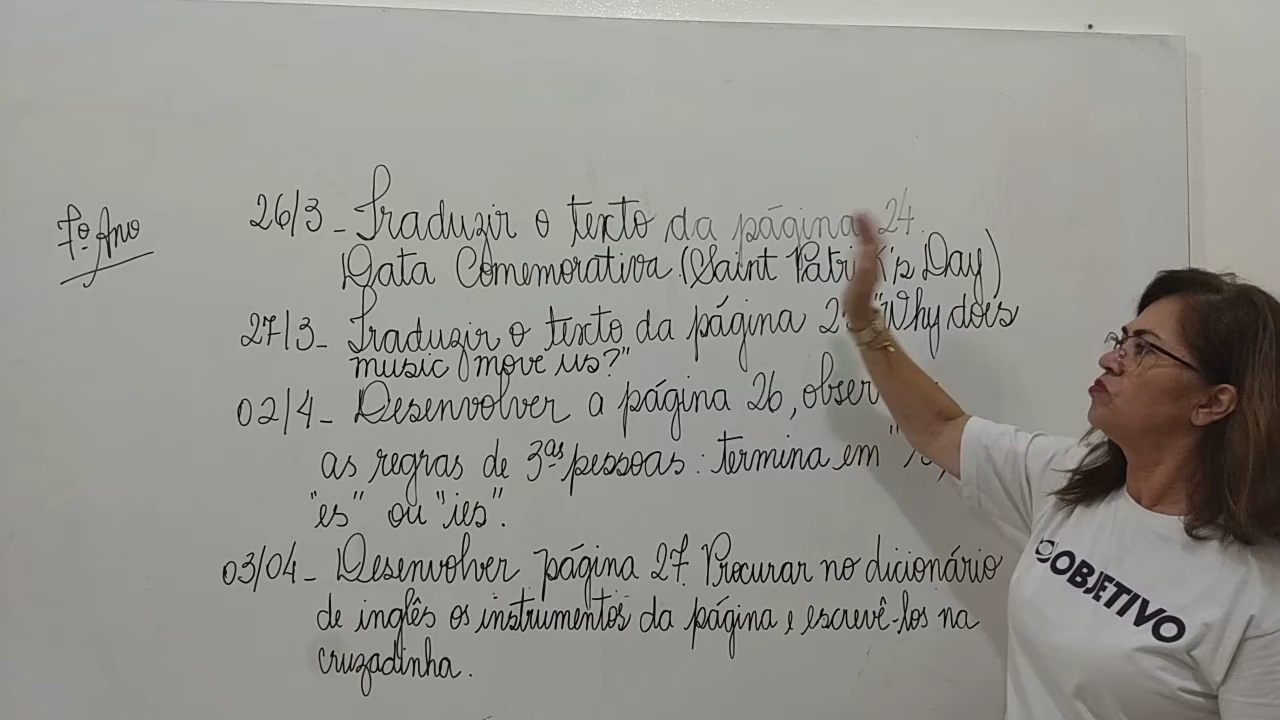 7º Ano
26/3 - Traduzir o texto da página 24.
Data Comemorativa (Saint Patrick's Day)
27/3 - Traduzir o texto da página "Why does
music move us?"
02/4 - Desenvolver a página 26,
as regras de 3ªs pessoas: termina em
"es" ou "ies".
03/04 - Desenvolver página 27. Procurar no dicionário
de inglês os instrumentos da página e escrevê-los na
cruzadinha.
OBJETIVO